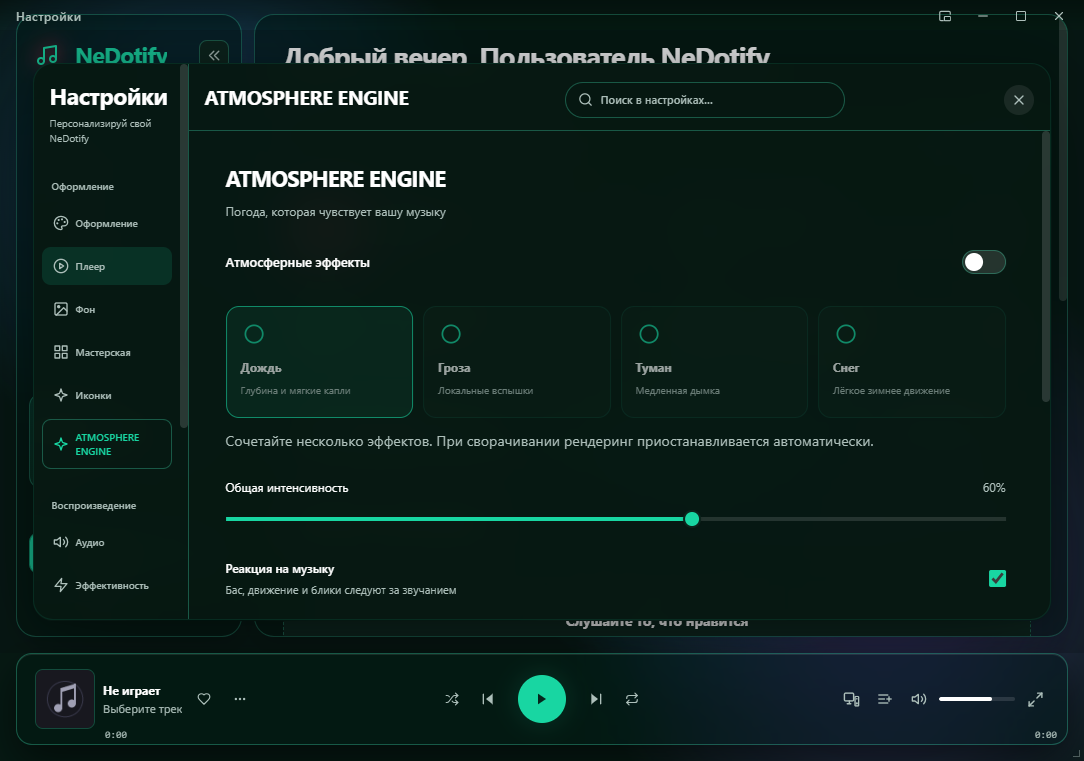 Настройки
NeDotify
Добрый вечер, Пользователь NeDotify
Настройки
Персонализируй свой
NeDotify
ATMOSPHERE ENGINE
Поиск в настройках...
Оформление
Оформление
Плеер
Фон
Мастерская
Иконки
ATMOSPHERE
ENGINE
Воспроизведение
Аудио
Эффективность
ATMOSPHERE ENGINE
Погода, которая чувствует вашу музыку
Атмосферные эффекты
Дождь
Глубина и мягкие капли
Гроза
Локальные вспышки
Туман
Медленная дымка
Снег
Лёгкое зимнее движение
Сочетайте несколько эффектов. При сворачивании рендеринг приостанавливается автоматически.
Общая интенсивность
60%
Реакция на музыку
Бас, движение и блики следуют за звучанием
Слушайте то, что нравится
Не играет
Выберите трек
0:00
0:00